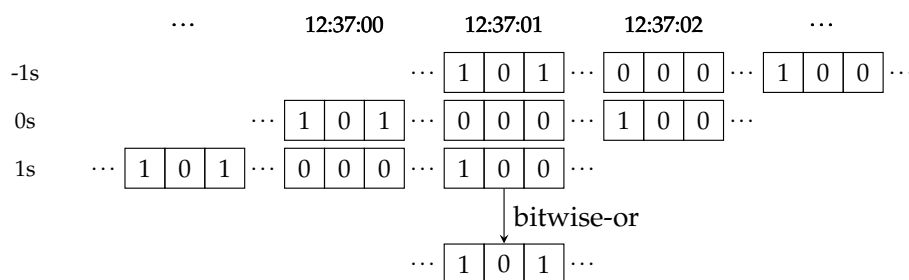 ⋯ 12:37:00 12:37:01 12:37:02 ⋯
-1s ⋯ 1 0 1 ⋯ 0 0 0 ⋯ 1 0 0 ⋯
0s ⋯ 1 0 1 ⋯ 0 0 0 ⋯ 1 0 0 ⋯
1s ⋯ 1 0 1 ⋯ 0 0 0 ⋯ 1 0 0 ⋯
bitwise-or
⋯ 1 0 1 ⋯